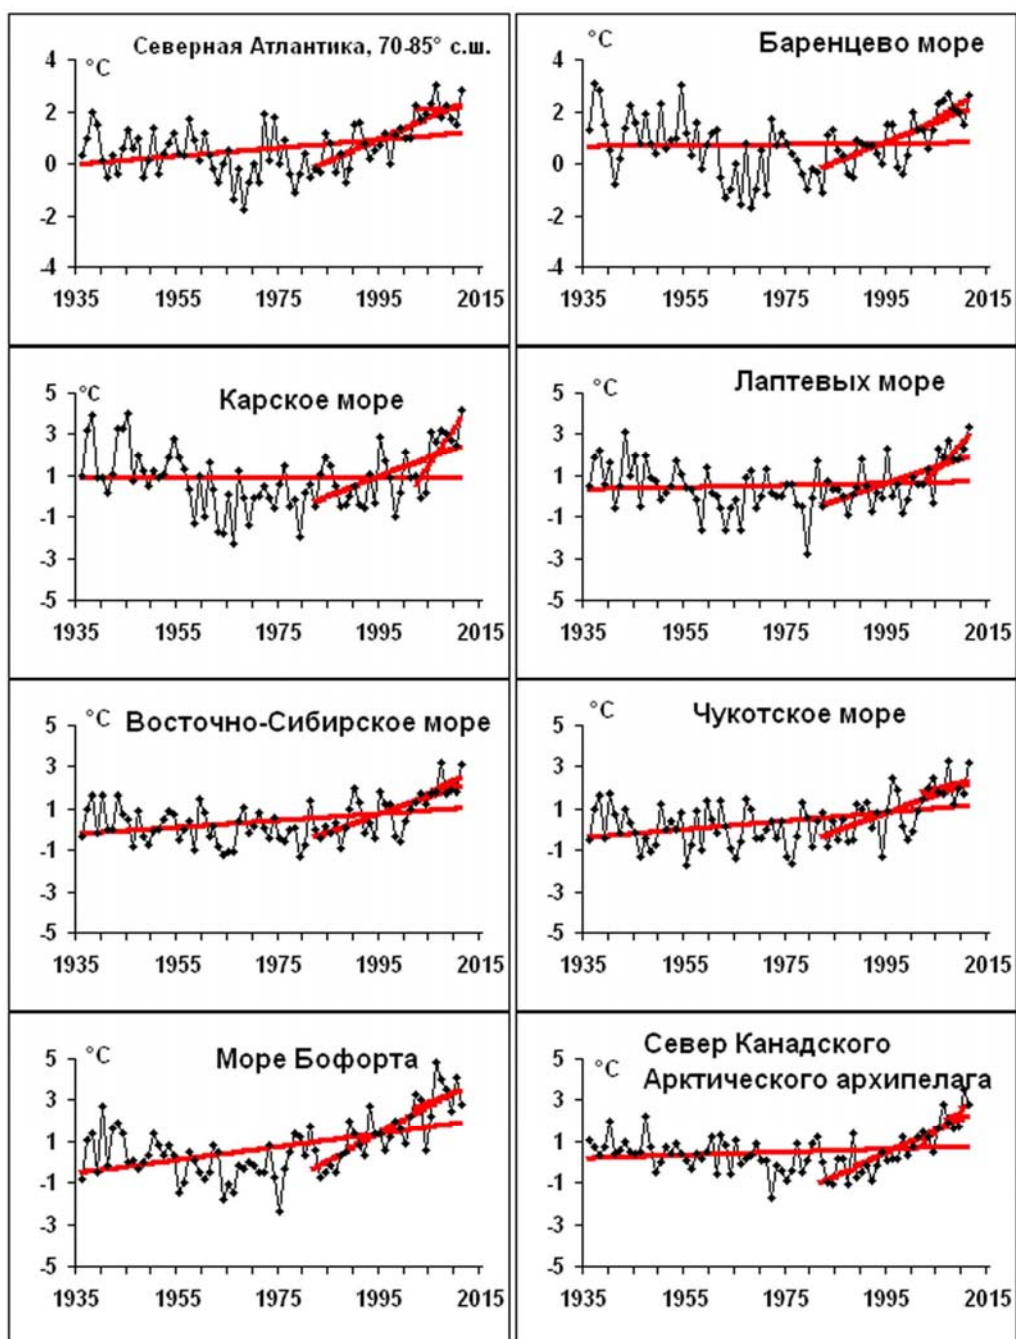 Северная Атлантика, 70-85° с.ш.
°C
4
2
0
-2
-4
1935 1955 1975 1995 2015
Баренцево море
°C
4
2
0
-2
-4
1935 1955 1975 1995 2015
Карское море
°C
5
3
1
-1
-3
-5
1935 1955 1975 1995 2015
Лаптевых море
°C
5
3
1
-1
-3
-5
1935 1955 1975 1995 2015
Восточно-Сибирское море
°C
5
3
1
-1
-3
-5
1935 1955 1975 1995 2015
Чукотское море
°C
5
3
1
-1
-3
-5
1935 1955 1975 1995 2015
Море Бофорта
°C
5
3
1
-1
-3
-5
1935 1955 1975 1995 2015
Север Канадского
Арктического архипелага
°C
5
3
1
-1
-3
-5
1935 1955 1975 1995 2015